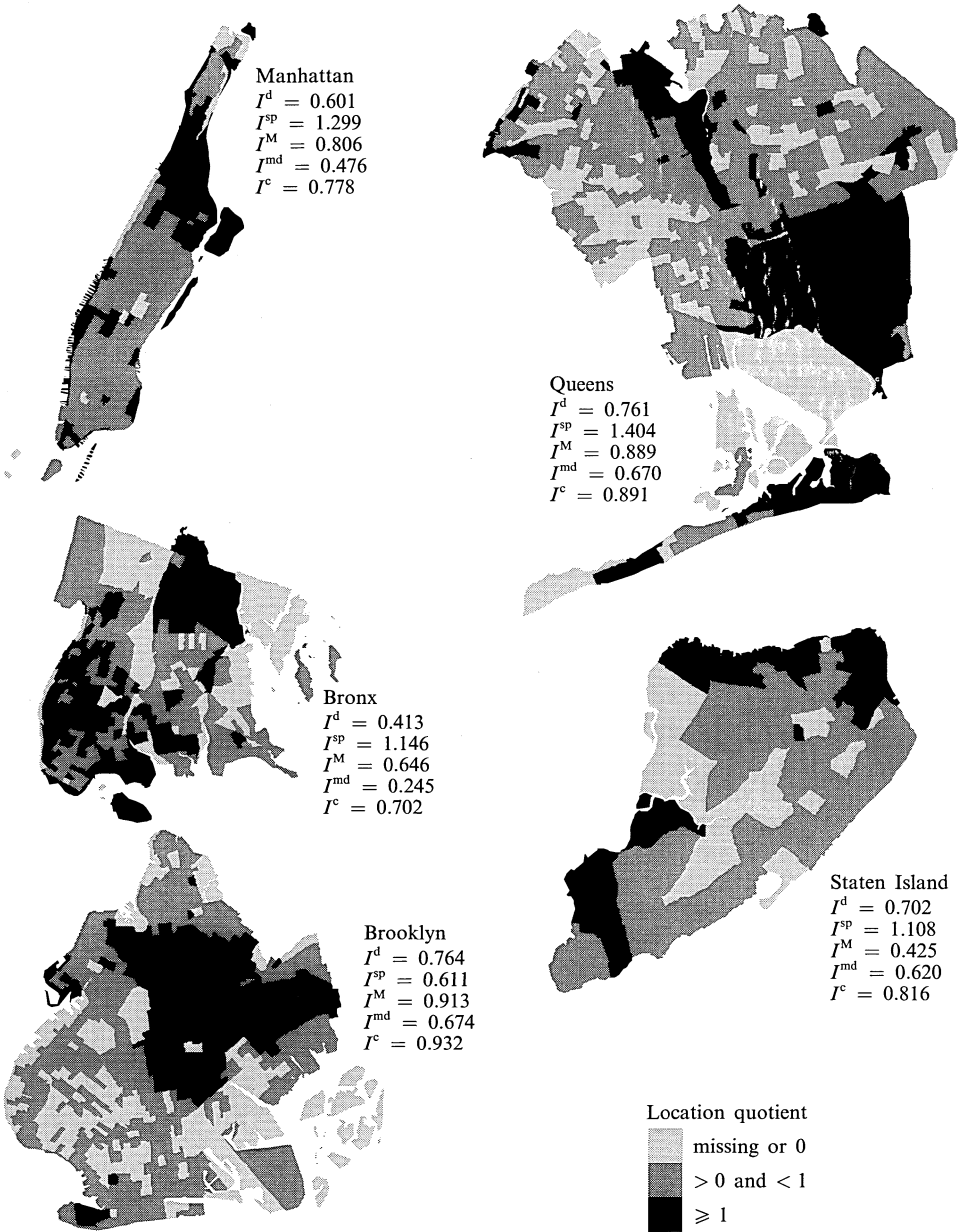 Manhattan
I^d = 0.601
I^sp = 1.299
I^M = 0.806
I^md = 0.476
I^c = 0.778
Queens
I^d = 0.761
I^sp = 1.404
I^M = 0.889
I^md = 0.670
I^c = 0.891
Bronx
I^d = 0.413
I^sp = 1.146
I^M = 0.646
I^md = 0.245
I^c = 0.702
Staten Island
I^d = 0.702
I^sp = 1.108
I^M = 0.425
I^md = 0.620
I^c = 0.816
Brooklyn
I^d = 0.764
I^sp = 0.611
I^M = 0.913
I^md = 0.674
I^c = 0.932
Location quotient
missing or 0
> 0 and < 1
⩾ 1